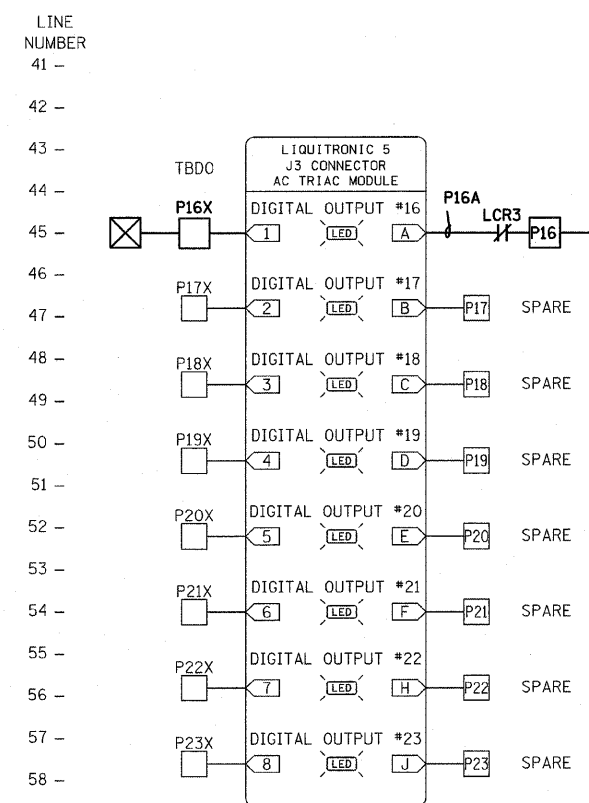 LINE
NUMBER
41 –
42 –
43 –
LIQUITRONIC 5
TBDO
J3 CONNECTOR
AC TRIAC MODULE
44 –
P16X
DIGITAL OUTPUT #16
P16A
LCR3
45 –
1
LED
A
P16
46 –
P17X
DIGITAL OUTPUT #17
47 –
2
LED
B
P17
SPARE
48 –
P18X
DIGITAL OUTPUT #18
3
LED
C
P18
SPARE
49 –
50 –
P19X
DIGITAL OUTPUT #19
4
LED
D
P19
SPARE
51 –
P20X
DIGITAL OUTPUT #20
52 –
5
LED
E
P20
SPARE
53 –
P21X
DIGITAL OUTPUT #21
54 –
6
LED
F
P21
SPARE
55 –
P22X
DIGITAL OUTPUT #22
56 –
7
LED
H
P22
SPARE
57 –
P23X
DIGITAL OUTPUT #23
8
LED
J
P23
SPARE
58 –